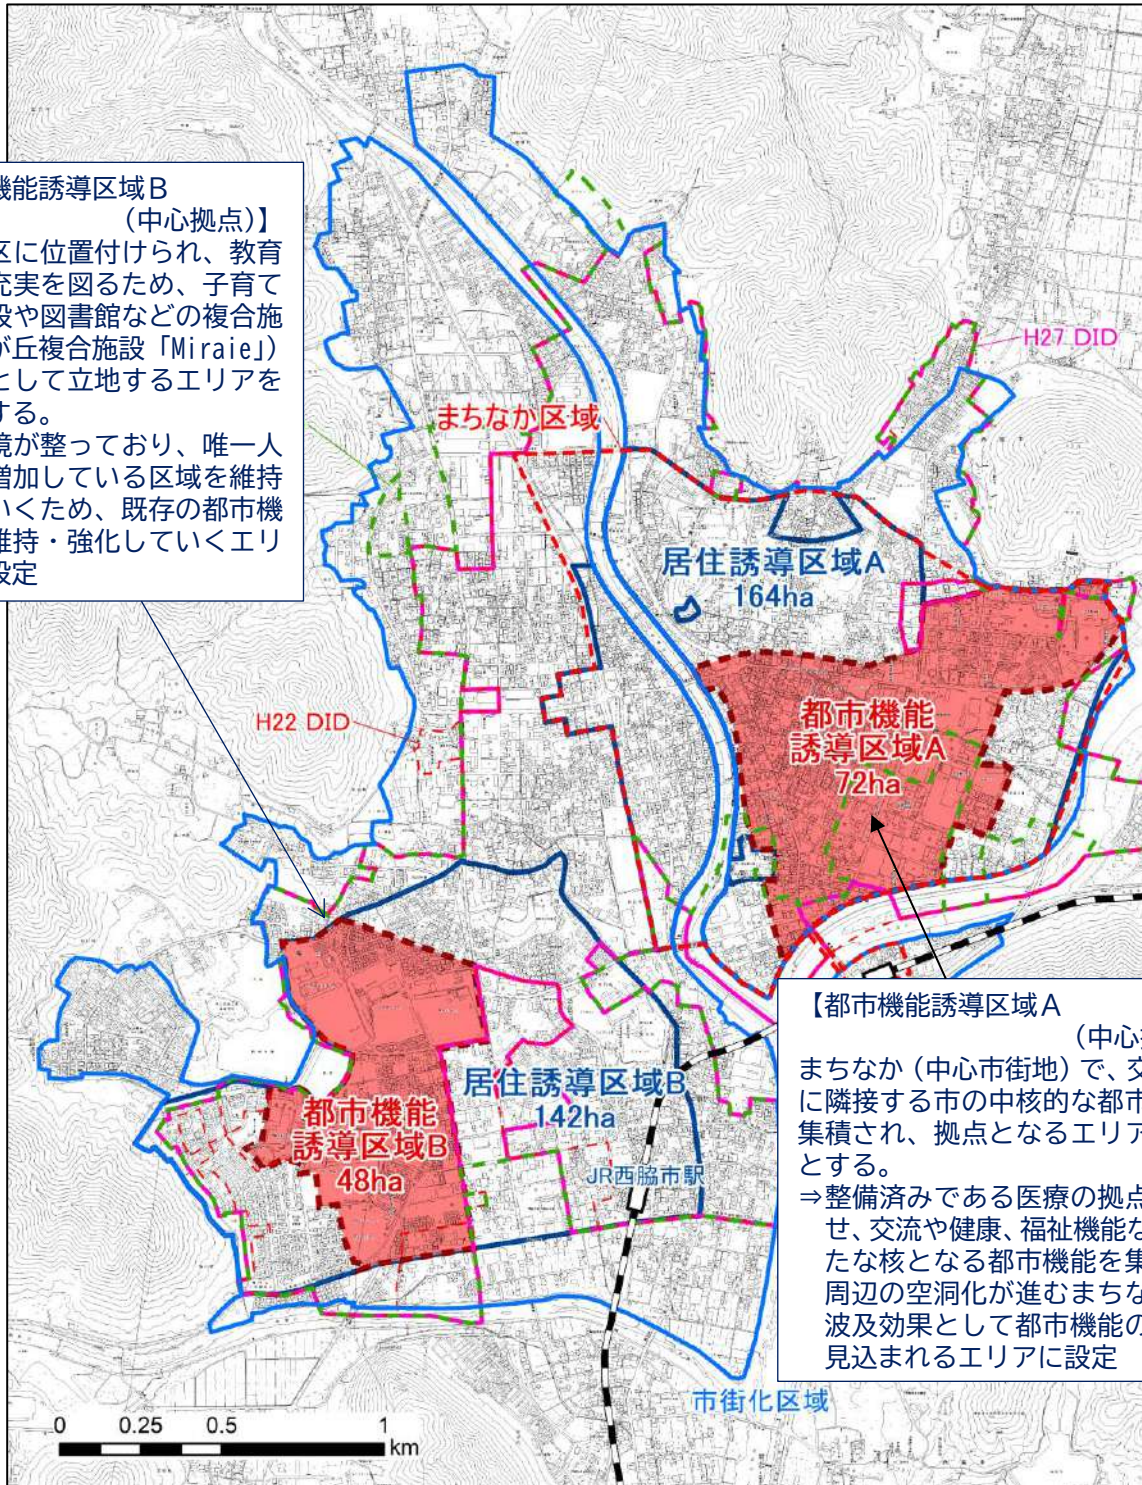 機能誘導区域B
(中心拠点)】
区に位置付けられ、教育
充実を図るため、子育て
設や図書館などの複合施
が丘複合施設「Miraie」)
として立地するエリアを
する。
境が整っており、唯一人
増加している区域を維持
いくため、既存の都市機
維持・強化していくエリ
設定
H27 DID
まちなか区域
居住誘導区域A
164ha
都市機能
誘導区域A
72ha
H22 DID
居住誘導区域B
142ha
都市機能
誘導区域B
48ha
JR西脇市駅
【都市機能誘導区域A
(中心
まちなか(中心市街地)で、交
に隣接する市の中核的な都市
集積され、拠点となるエリア
とする。
⇒整備済みである医療の拠点
せ、交流や健康、福祉機能な
たな核となる都市機能を集
周辺の空洞化が進むまちな
波及効果として都市機能の
見込まれるエリアに設定
市街化区域
0 0.25 0.5 1
km